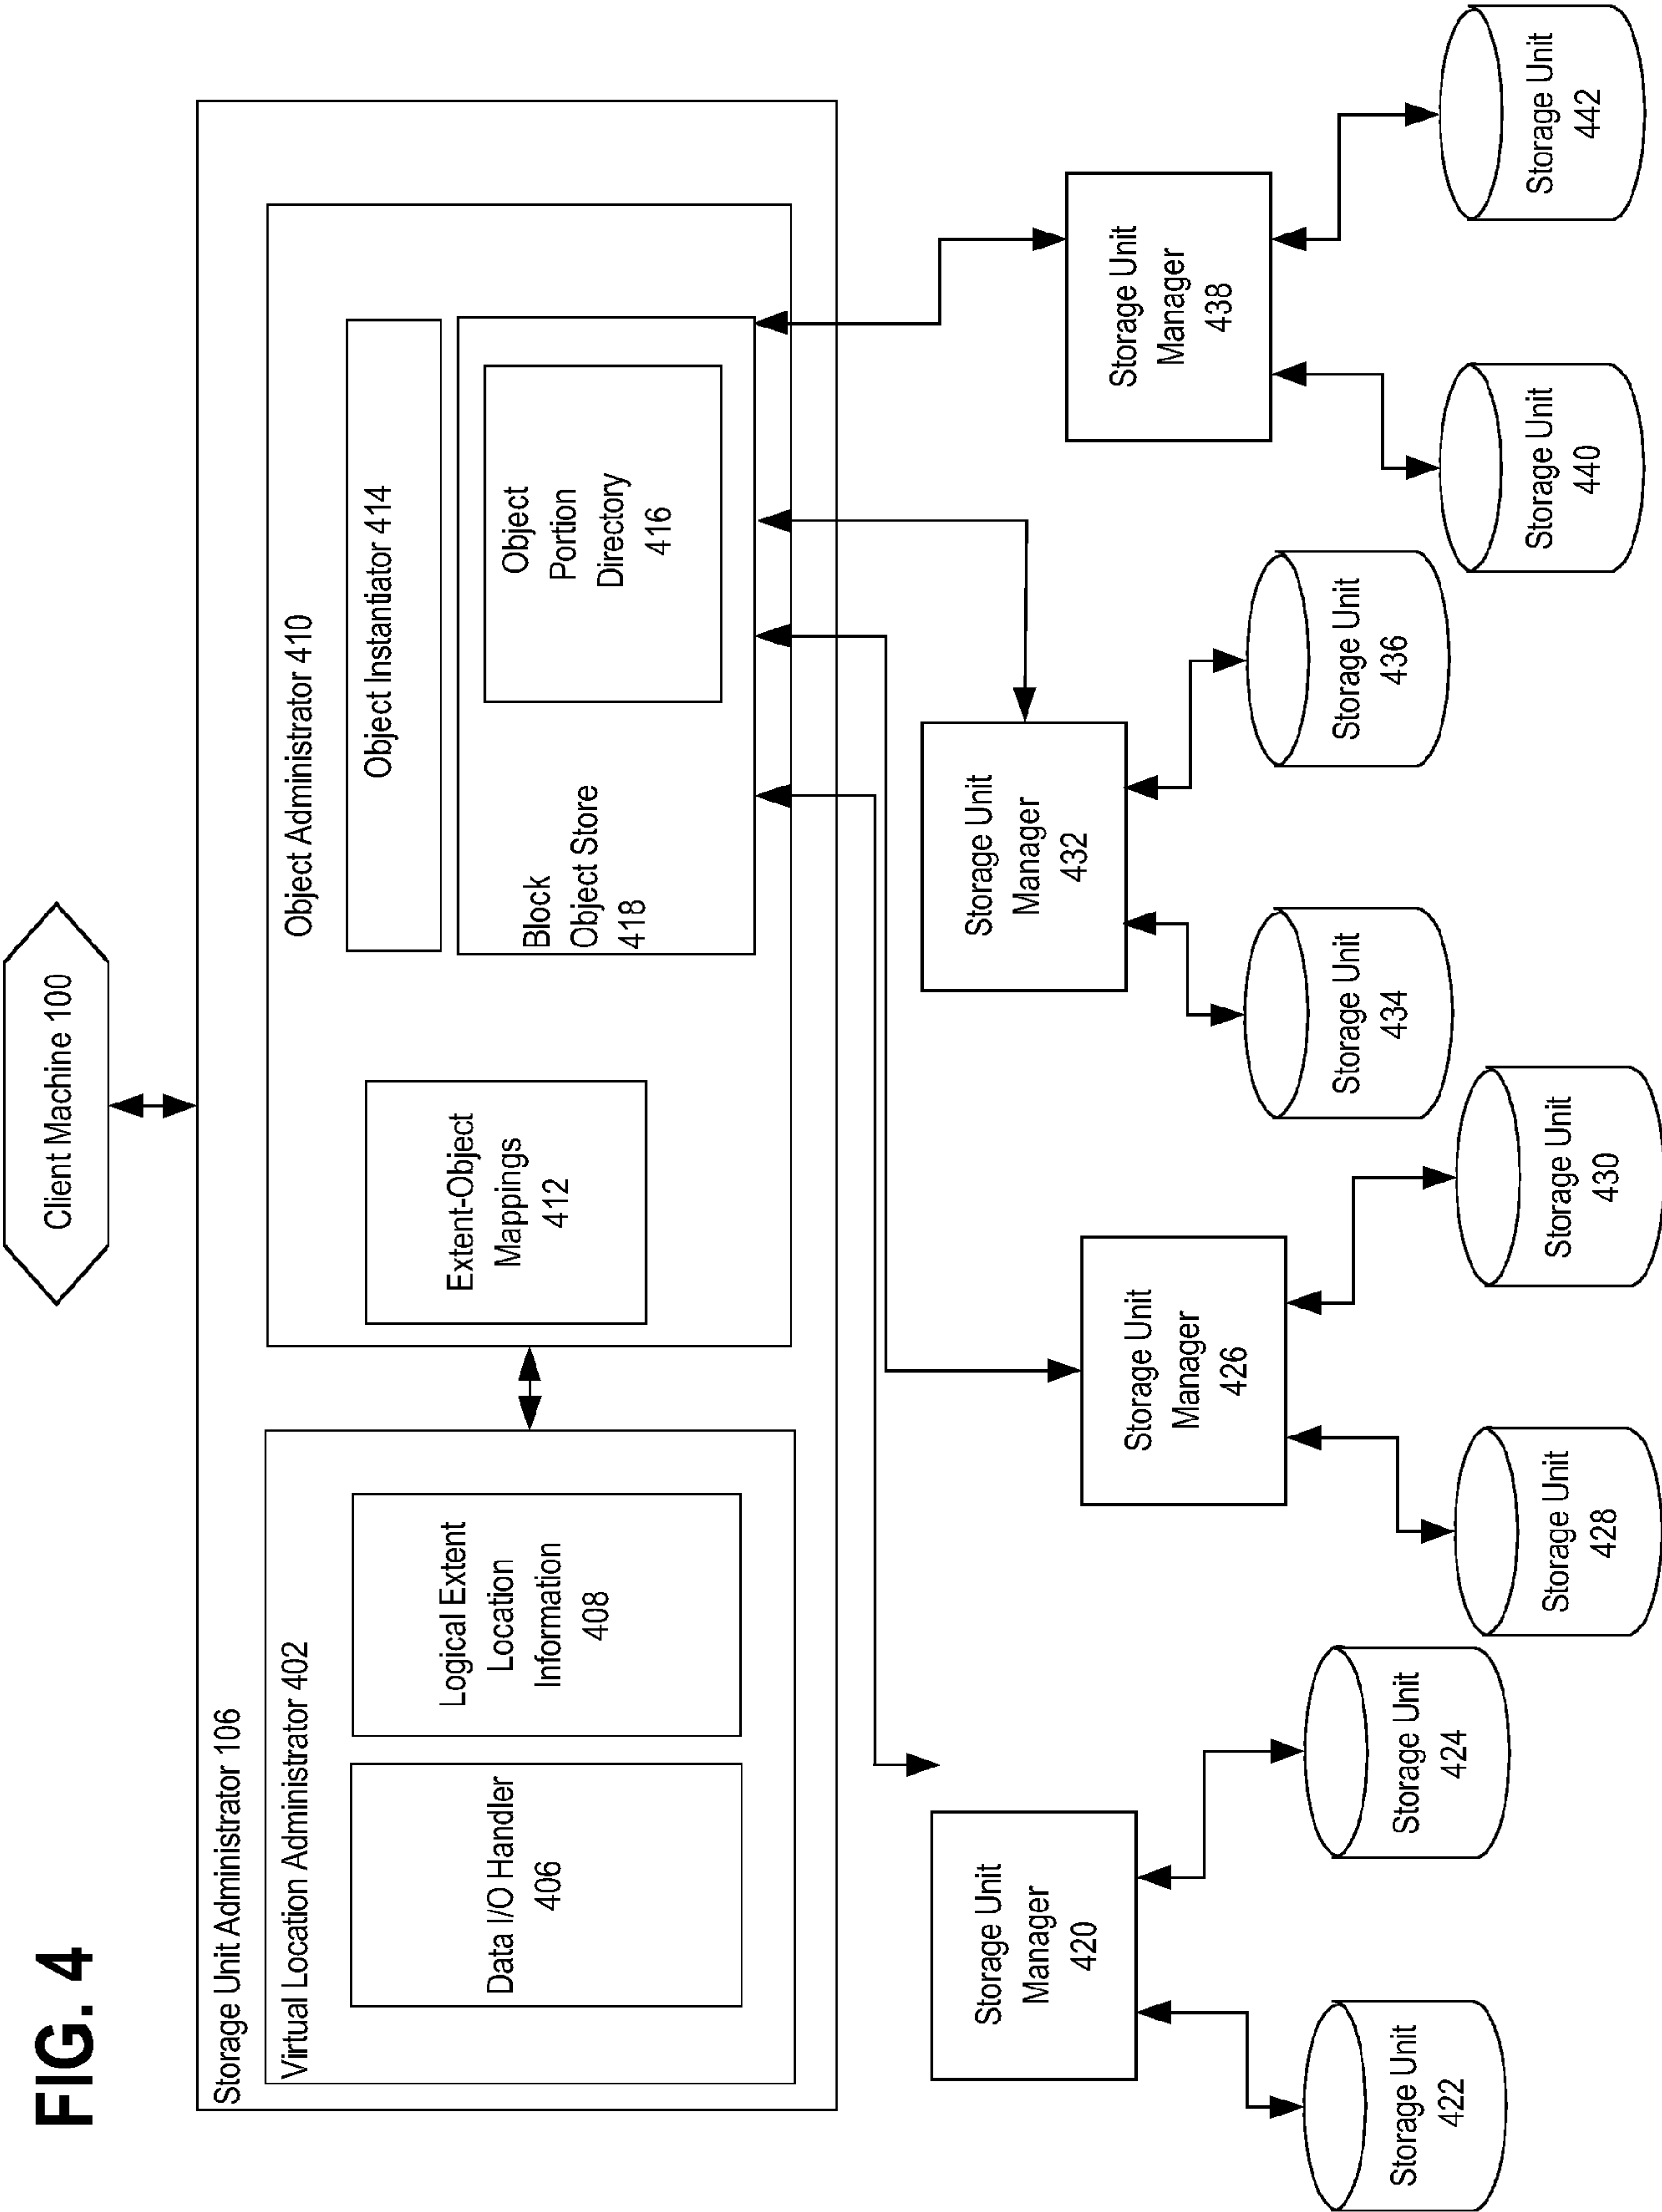 FIG. 4
Client Machine 100
Storage Unit Administrator 106
Virtual Location Administrator 402
Data I/O Handler
406
Logical Extent
Location
Information
408
Object Administrator 410
Extent-Object
Mappings
412
Object Instantiator 414
Block
Object Store
418
Object
Portion
Directory
416
Storage Unit
Manager
420
Storage Unit
422
Storage Unit
424
Storage Unit
Manager
426
Storage Unit
428
Storage Unit
430
Storage Unit
Manager
432
Storage Unit
434
Storage Unit
436
Storage Unit
Manager
438
Storage Unit
440
Storage Unit
442